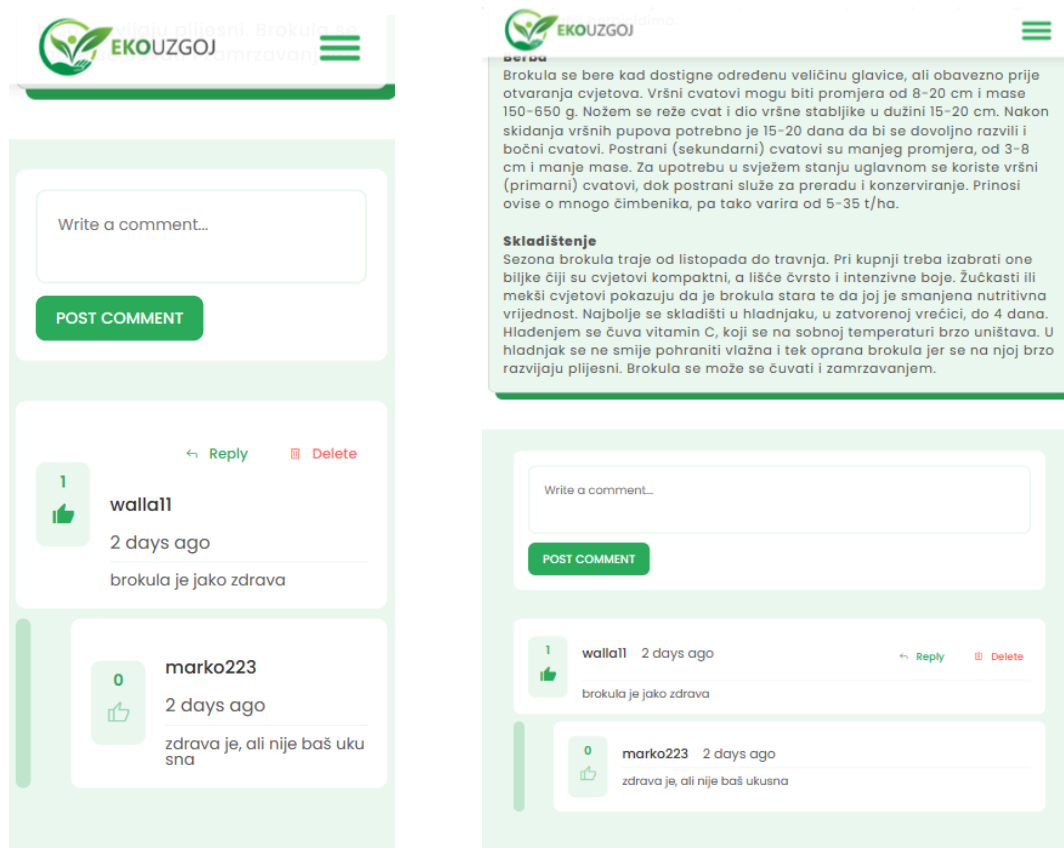 EKOUZGOJ
Write a comment...
POST COMMENT
Reply
Delete
1
walla11
2 days ago
brokula je jako zdrava
0
marko223
2 days ago
zdrava je, ali nije baš uku
sna
EKOUZGOJ
Berba
Brokula se bere kad dostigne određenu veličinu glavice, ali obavezno prije
otvaranja cvjetova. Vršni cvatovi mogu biti promjera od 8-20 cm i mase
150-650 g. Nožem se reže cvat i dio vršne stabljike u dužini 15-20 cm. Nakon
skidanja vršnih pupova potrebno je 15-20 dana da bi se dovoljno razvili i
bočni cvatovi. Postrani (sekundarni) cvatovi su manjeg promjera, od 3-8
cm i manje mase. Za upotrebu u svježem stanju uglavnom se koriste vršni
(primarni) cvatovi, dok postrani služe za preradu i konzerviranje. Prinosi
ovise o mnogo čimbenika, pa tako varira od 5-35 t/ha.
Skladištenje
Sezona brokula traje od listopada do travnja. Pri kupnji treba izabrati one
biljke čiji su cvjetovi kompaktni, a lišće čvrsto i intenzivne boje. Žućkasti ili
mekši cvjetovi pokazuju da je brokula stara te da joj je smanjena nutritivna
vrijednost. Najbolje se skladišti u hladnjaku, u zatvorenoj vrećici, do 4 dana.
Hlađenjem se čuva vitamin C, koji se na sobnoj temperaturi brzo uništava. U
hladnjak se ne smije pohraniti vlažna i tek oprana brokula jer se na njoj brzo
razvijaju plijesni. Brokula se može se čuvati i zamrzavanjem.
Write a comment...
POST COMMENT
1
walla11 2 days ago
Reply
Delete
brokula je jako zdrava
0
marko223 2 days ago
zdrava je, ali nije baš ukusna